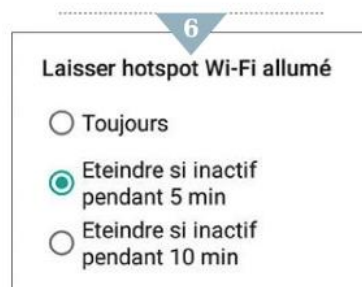 6
Laisser hotspot Wi-Fi allumé
Toujours
Eteindre si inactif
pendant 5 min
Eteindre si inactif
pendant 10 min